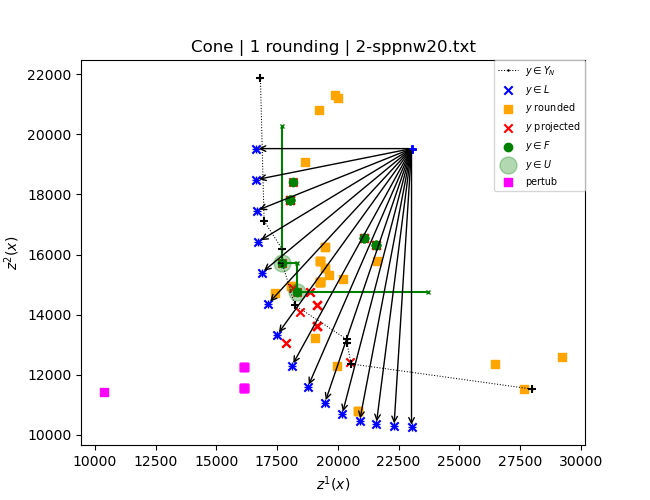 Cone | 1 rounding | 2-sppnw20.txt
22000
20000
18000
16000
14000
12000
10000
z²(x)
y ∈ Y_N
y ∈ L
y rounded
y projected
y ∈ F
y ∈ U
pertub
10000 12500 15000 17500 20000 22500 25000 27500 30000
z¹(x)